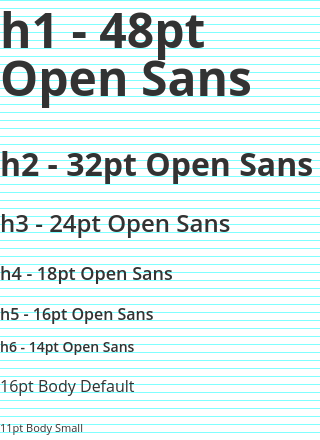 h1 - 48pt
Open Sans
h2 - 32pt Open Sans
h3 - 24pt Open Sans
h4 - 18pt Open Sans
h5 - 16pt Open Sans
h6 - 14pt Open Sans
16pt Body Default
11pt Body Small